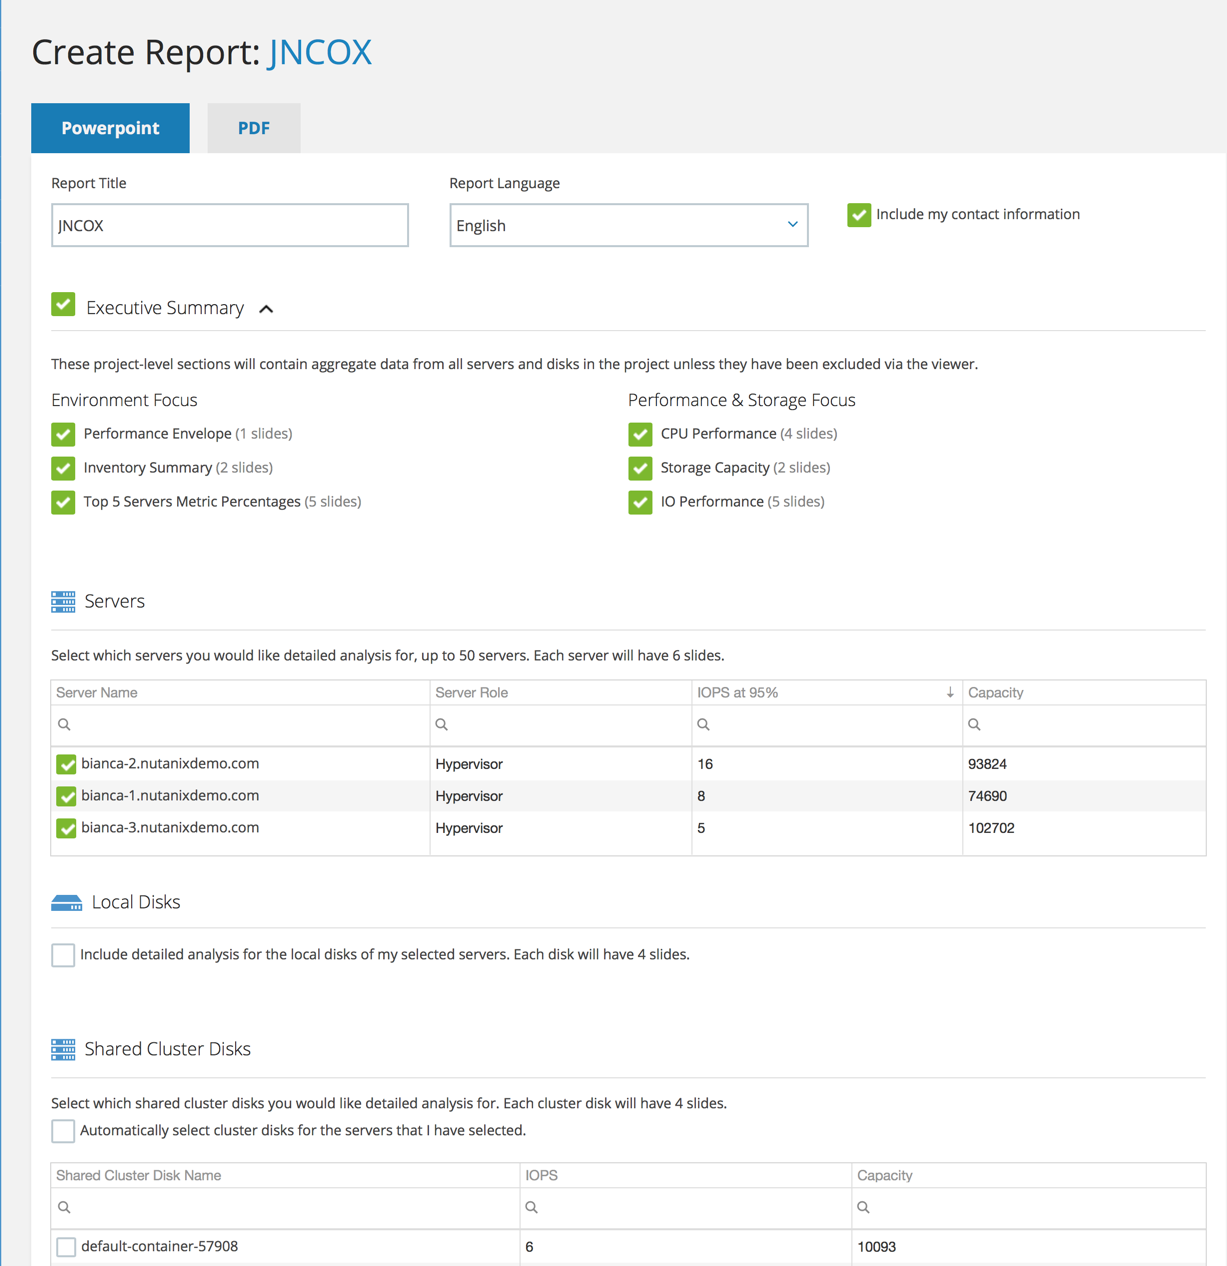 Create Report: JNCOX
Powerpoint PDF
Report Title Report Language
JNCOX English Include my contact information
Executive Summary
These project-level sections will contain aggregate data from all servers and disks in the project unless they have been excluded via the viewer.
Environment Focus Performance & Storage Focus
Performance Envelope (1 slides) CPU Performance (4 slides)
Inventory Summary (2 slides) Storage Capacity (2 slides)
Top 5 Servers Metric Percentages (5 slides) IO Performance (5 slides)
Servers
Select which servers you would like detailed analysis for, up to 50 servers. Each server will have 6 slides.
Server Name Server Role IOPS at 95% ↓ Capacity
bianca-2.nutanixdemo.com Hypervisor 16 93824
bianca-1.nutanixdemo.com Hypervisor 8 74690
bianca-3.nutanixdemo.com Hypervisor 5 102702
Local Disks
Include detailed analysis for the local disks of my selected servers. Each disk will have 4 slides.
Shared Cluster Disks
Select which shared cluster disks you would like detailed analysis for. Each cluster disk will have 4 slides.
Automatically select cluster disks for the servers that I have selected.
Shared Cluster Disk Name IOPS Capacity
default-container-57908 6 10093